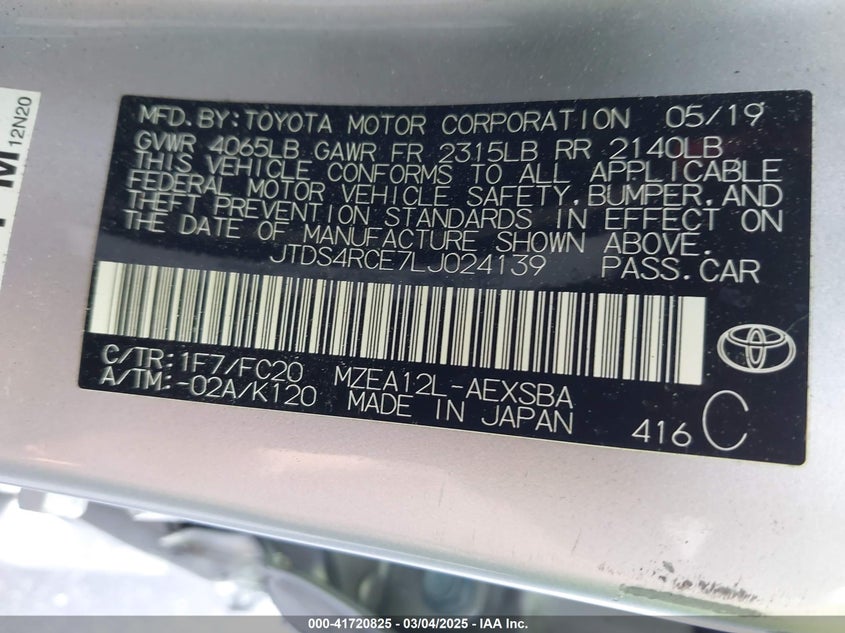 12N20
MFD.BY:TOYOTA MOTOR CORPORATION 05/19
GVWR 4065LB GAWR FR 2315LB RR 2140LB
THIS VEHICLE CONFORMS TO ALL APPLICABLE
FEDERAL MOTOR VEHICLE SAFETY,BUMPER,AND
THEFT PREVENTION STANDARDS IN EFFECT ON
THE DATE OF MANUFACTURE SHOWN ABOVE.
JTDS4RCE7LJ024139 PASS.CAR
C/TR:1F7/FC20 MZEA12L-AEXSBA
A/TM:-02A/K120 MADE IN JAPAN
416 C
000-41720825 - 03/04/2025 - IAA Inc.